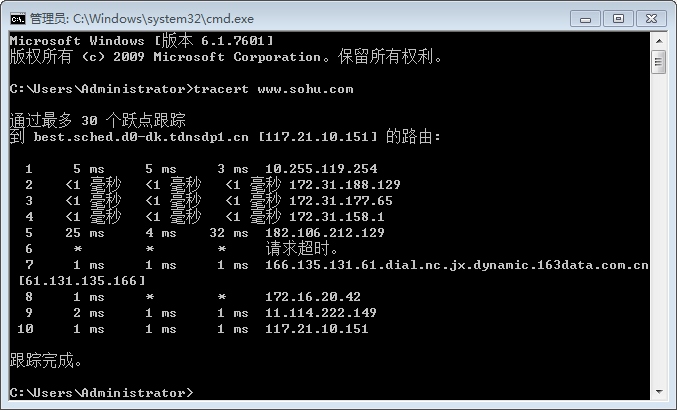 管理员: C:\Windows\system32\cmd.exe
Microsoft Windows [版本 6.1.7601]
版权所有 (c) 2009 Microsoft Corporation。保留所有权利。
C:\Users\Administrator>tracert www.sohu.com
通过最多 30 个跃点跟踪
到 best.sched.d0-dk.tdnsdp1.cn [117.21.10.151] 的路由:
1 5 ms 5 ms 3 ms 10.255.119.254
2 <1 毫秒 <1 毫秒 <1 毫秒 172.31.188.129
3 <1 毫秒 <1 毫秒 <1 毫秒 172.31.177.65
4 <1 毫秒 <1 毫秒 <1 毫秒 172.31.158.1
5 25 ms 4 ms 32 ms 182.106.212.129
6 * * * 请求超时。
7 1 ms 1 ms 1 ms 166.135.131.61.dial.nc.jx.dynamic.163data.com.cn
[61.131.135.166]
8 1 ms * * 172.16.20.42
9 2 ms 1 ms 1 ms 11.114.222.149
10 1 ms 1 ms 1 ms 117.21.10.151
跟踪完成。
C:\Users\Administrator>